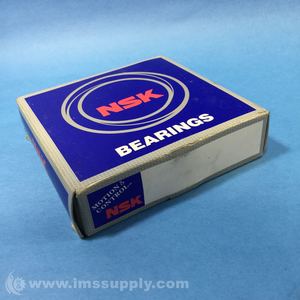 NSK
BEARINGS
MOTION &
CONTROL
NSK
© www.imssupply.com